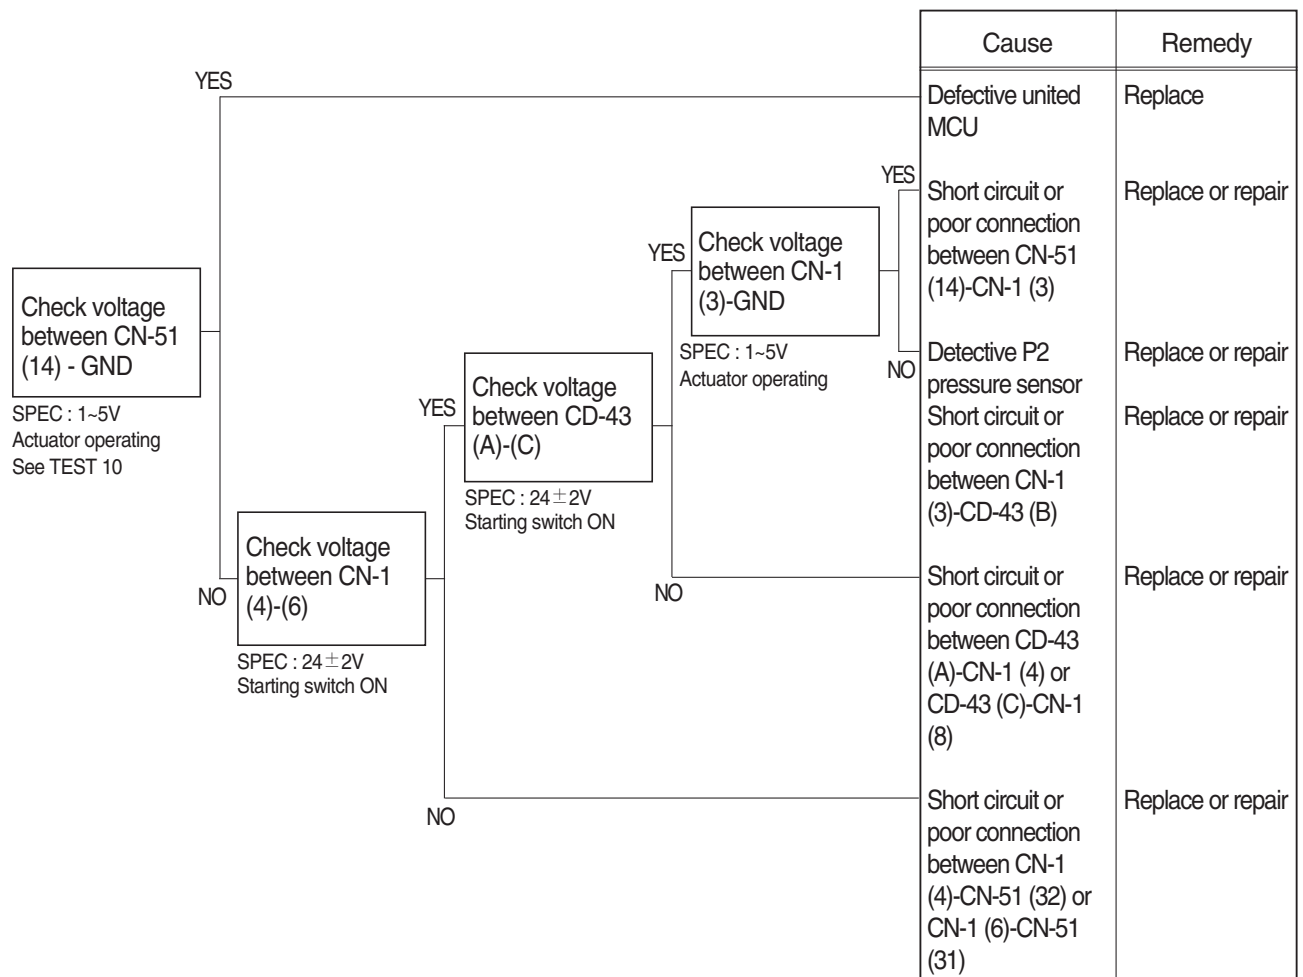 Cause
Remedy
YES
Defective united
MCU
Replace
YES
Short circuit or
poor connection
between CN-51
(14)-CN-1 (3)
Replace or repair
YES
Check voltage
between CN-1
(3)-GND
SPEC : 1~5V
Actuator operating
NO
Detective P2
pressure sensor
Replace or repair
Short circuit or
poor connection
between CN-1
(3)-CD-43 (B)
Replace or repair
Check voltage
between CN-51
(14) - GND
SPEC : 1~5V
Actuator operating
See TEST 10
YES
Check voltage
between CD-43
(A)-(C)
SPEC : 24±2V
Starting switch ON
NO
Short circuit or
poor connection
between CD-43
(A)-CN-1 (4) or
CD-43 (C)-CN-1
(8)
Replace or repair
NO
Check voltage
between CN-1
(4)-(6)
SPEC : 24±2V
Starting switch ON
NO
Short circuit or
poor connection
between CN-1
(4)-CN-51 (32) or
CN-1 (6)-CN-51
(31)
Replace or repair